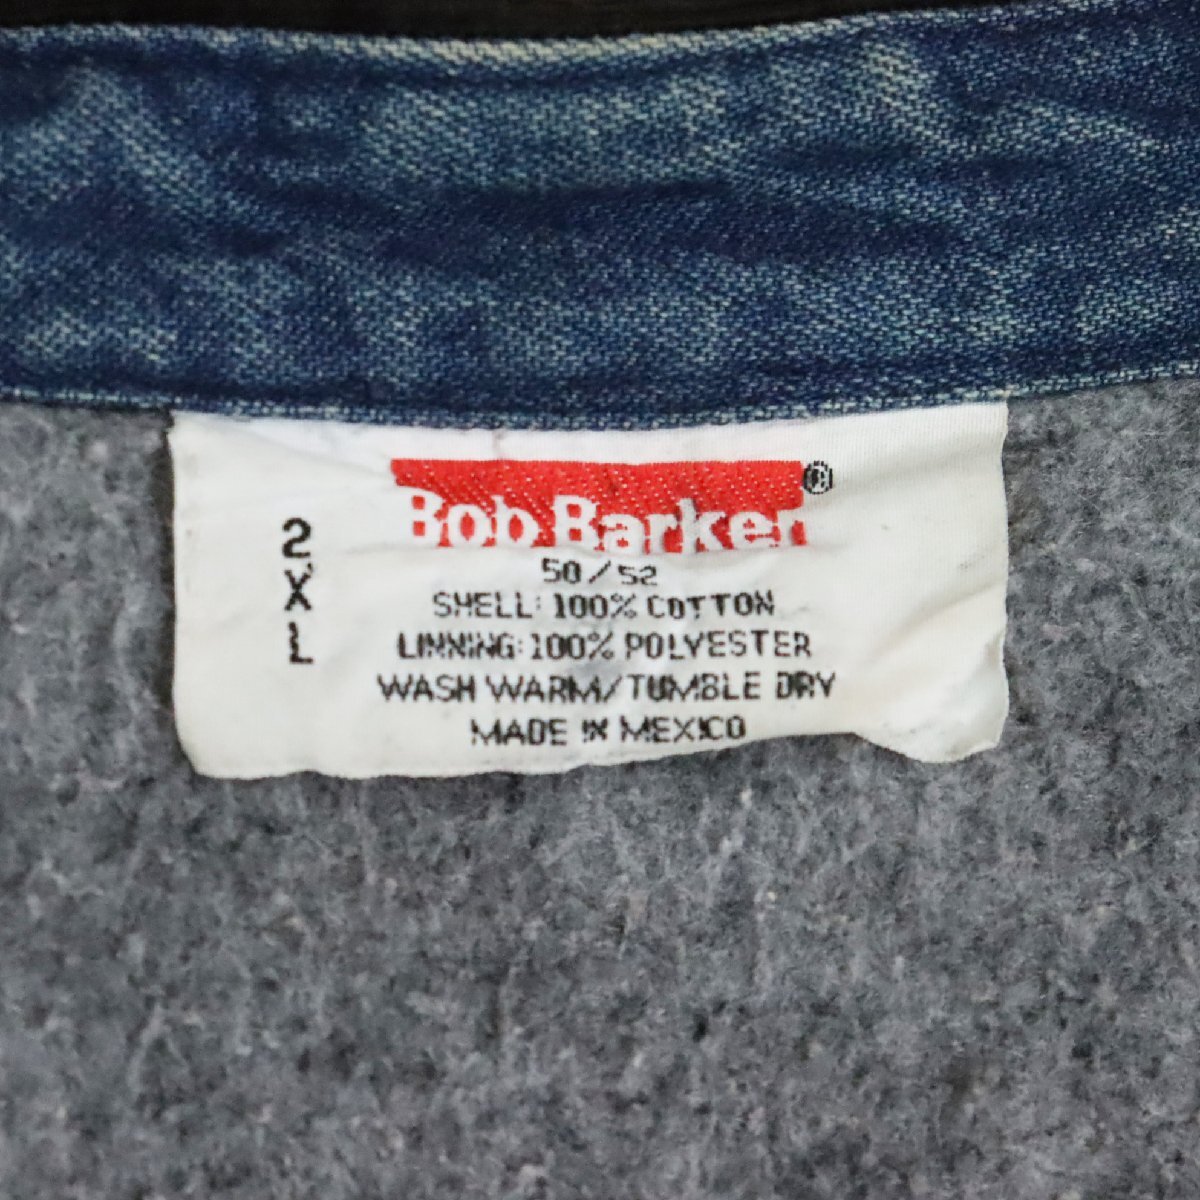 Bob Barker®
2XL
50/52
SHELL: 100% COTTON
LINNING: 100% POLYESTER
WASH WARM/TUMBLE DRY
MADE IN MEXICO